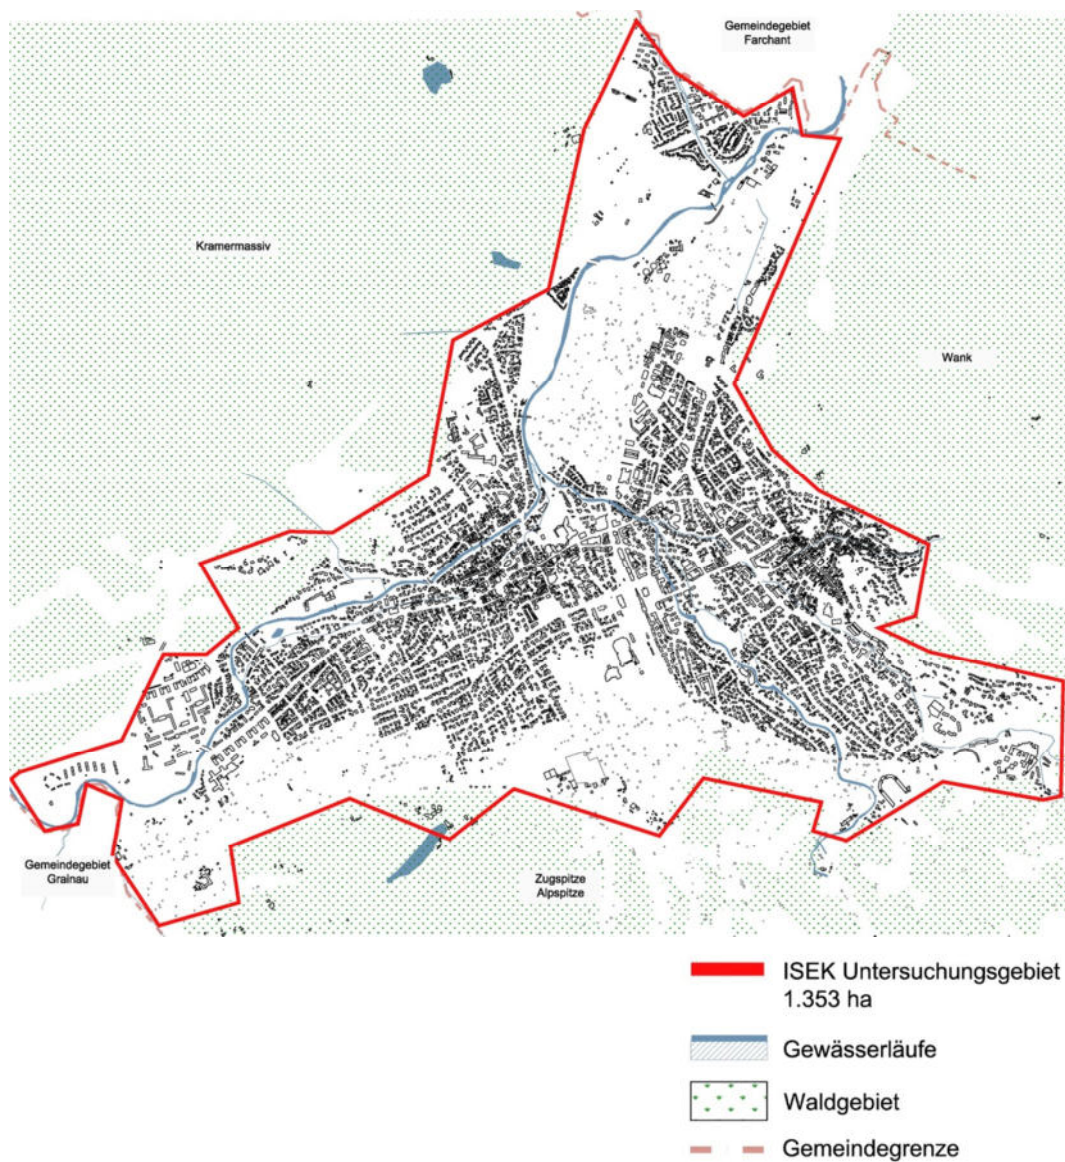 Gemeindegebiet
Farchant
Kramermassiv
Wank
Gemeindegebiet
Grainau
Zugspitze
Alpspitze
ISEK Untersuchungsgebiet
1.353 ha
Gewässerläufe
Waldgebiet
Gemeindegrenze